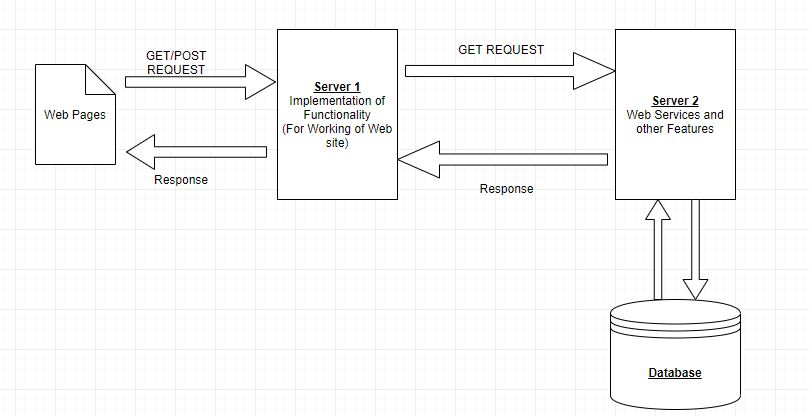 GET/POST
REQUEST
GET REQUEST
Web Pages
Server 1
Implementation of
Functionality
(For Working of Web
site)
Server 2
Web Services and
other Features
Response
Response
Database